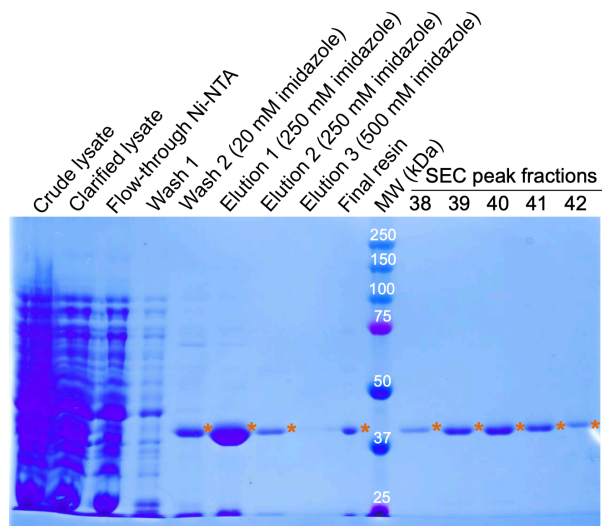 Crude lysate
Clarified lysate
Flow-through Ni-NTA
Wash 1
Wash 2 (20 mM imidazole)
Elution 1 (250 mM imidazole)
Elution 2 (250 mM imidazole)
Elution 3 (500 mM imidazole)
Final resin
MW (kDa)
SEC peak fractions
38 39 40 41 42
250
150
100
75
50
37
25
* * * * * * * * *